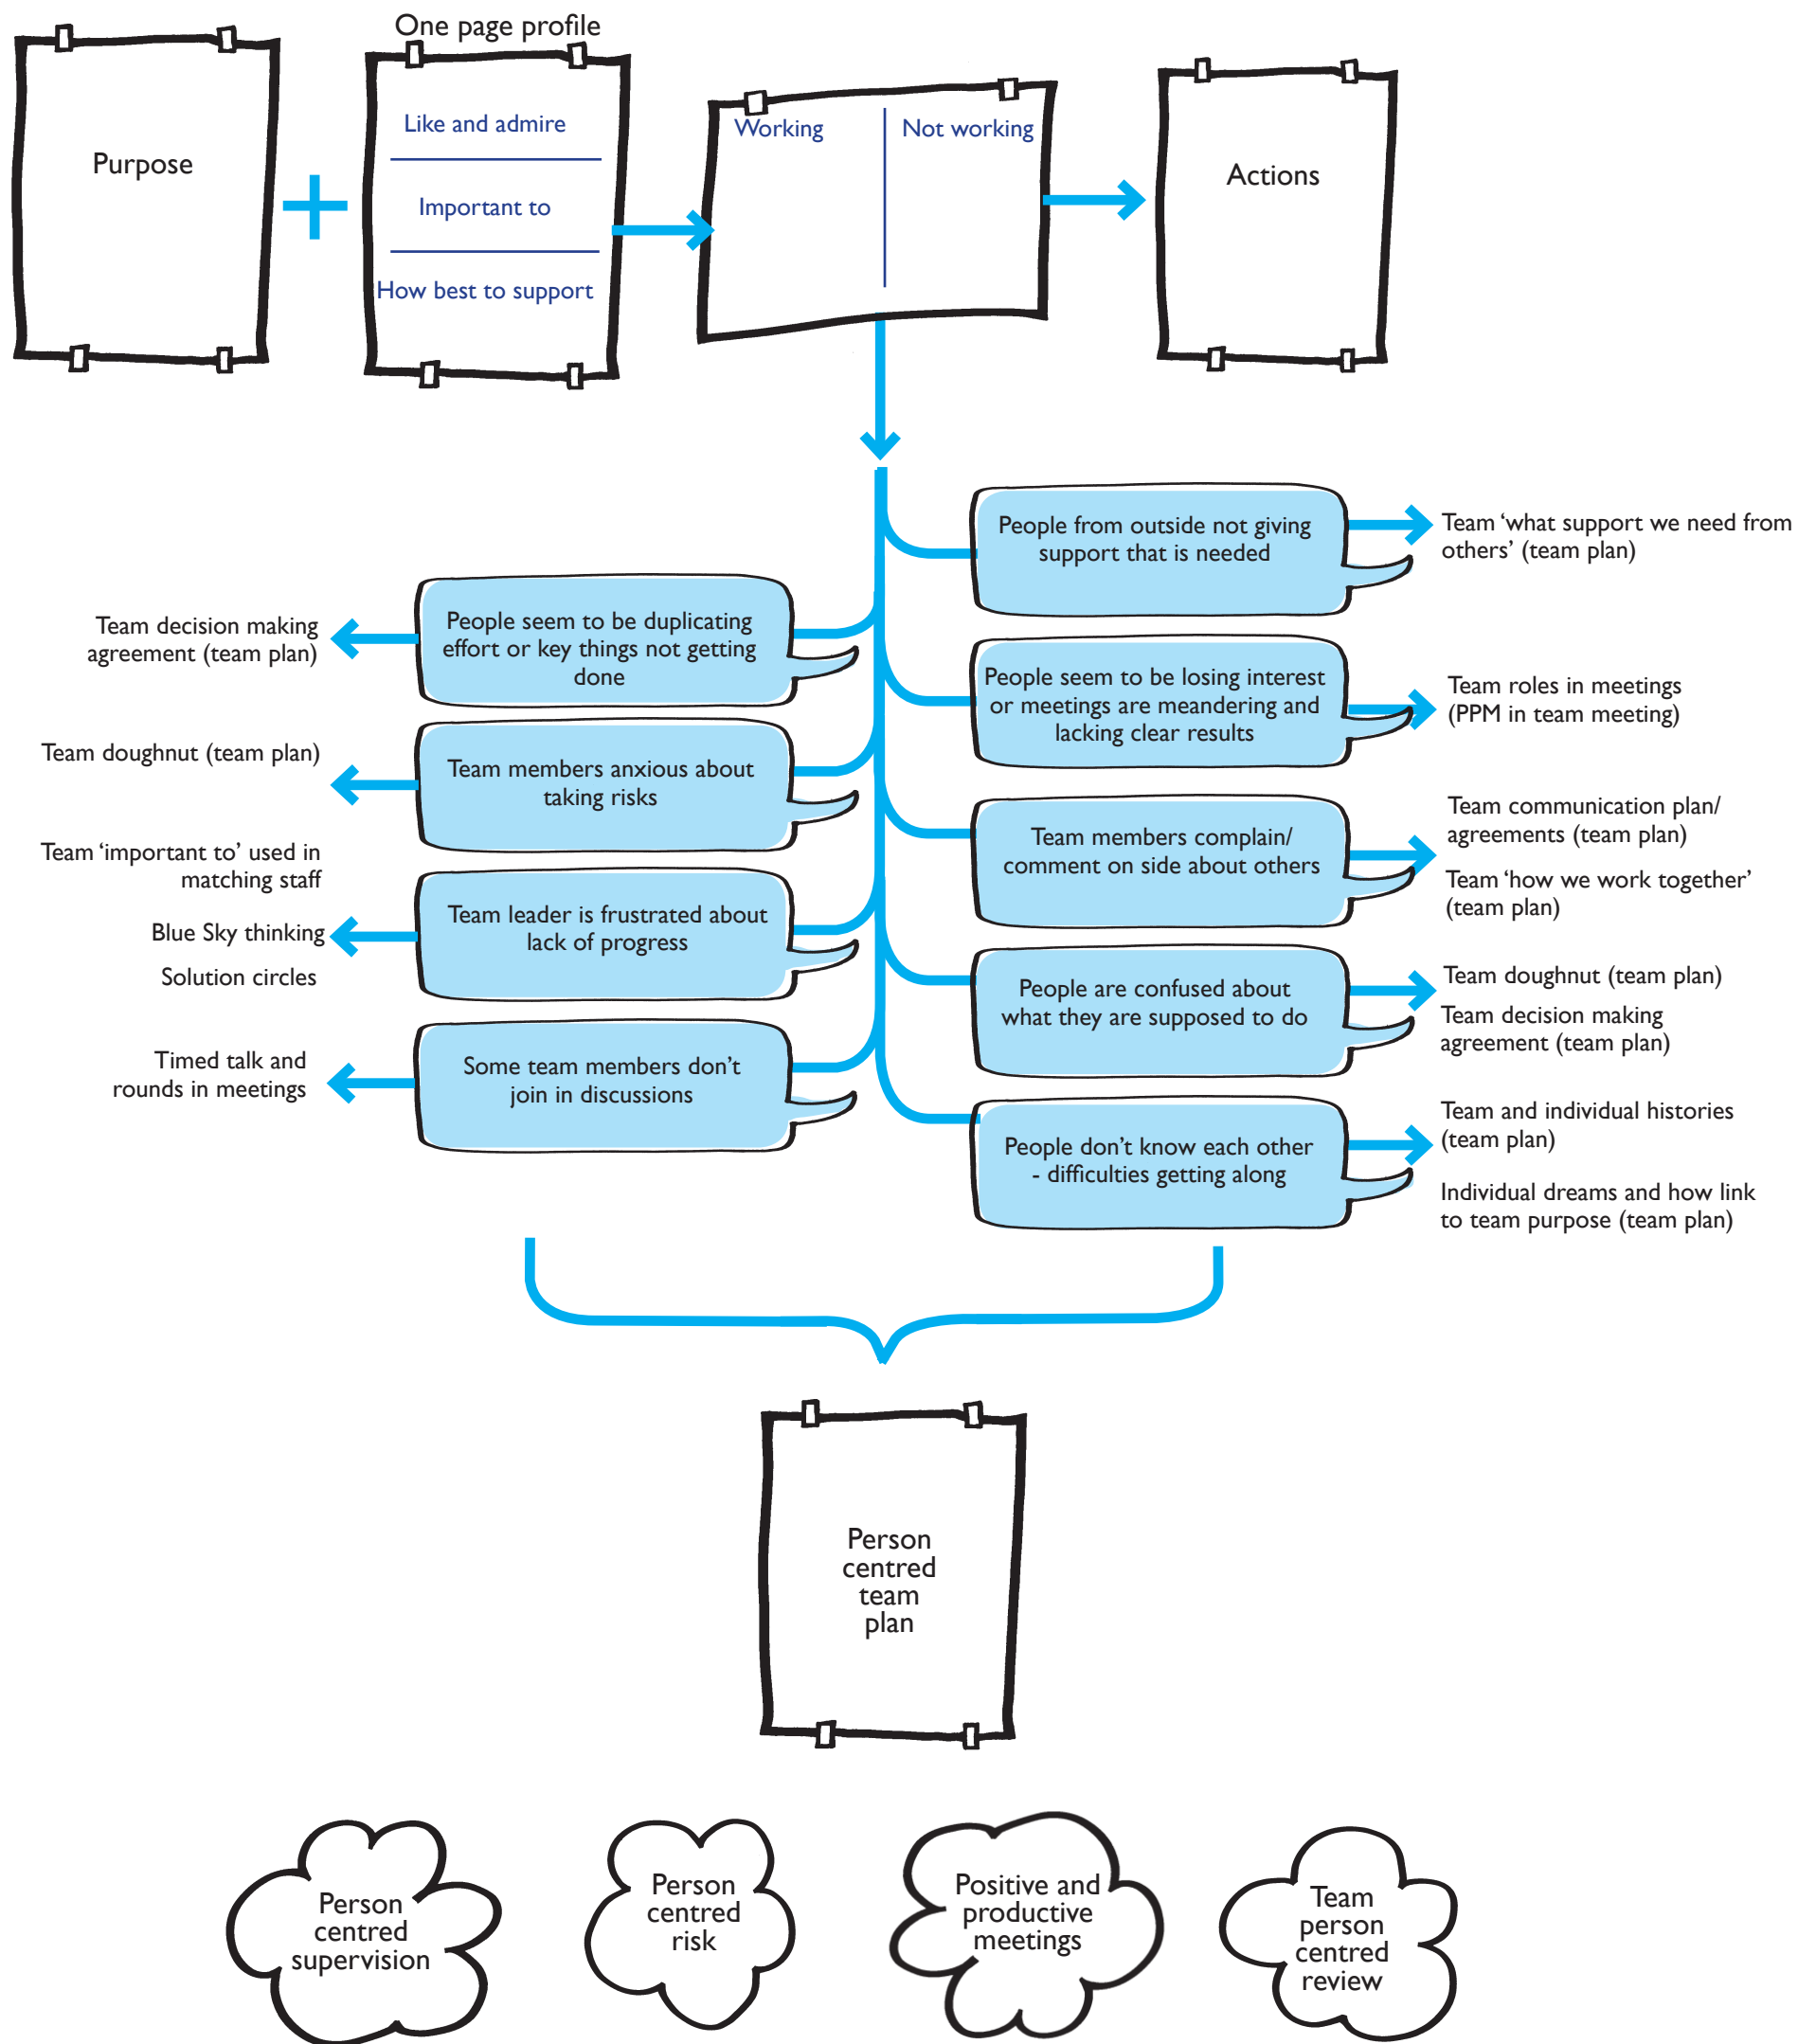 One page profile
Purpose
Like and admire
Important to
How best to support
Working
Not working
Actions
People from outside not giving
support that is needed
Team ‘what support we need from
others’ (team plan)
Team decision making
agreement (team plan)
People seem to be duplicating
effort or key things not getting
done
People seem to be losing interest
or meetings are meandering and
lacking clear results
Team roles in meetings
(PPM in team meeting)
Team doughnut (team plan)
Team members anxious about
taking risks
Team members complain/
comment on side about others
Team communication plan/
agreements (team plan)
Team ‘how we work together’
(team plan)
Team ‘important to’ used in
matching staff
Blue Sky thinking
Solution circles
Team leader is frustrated about
lack of progress
People are confused about
what they are supposed to do
Team doughnut (team plan)
Team decision making
agreement (team plan)
Timed talk and
rounds in meetings
Some team members don’t
join in discussions
People don’t know each other
- difficulties getting along
Team and individual histories
(team plan)
Individual dreams and how link
to team purpose (team plan)
Person
centred
team
plan
Person
centred
supervision
Person
centred
risk
Positive and
productive
meetings
Team
person
centred
review